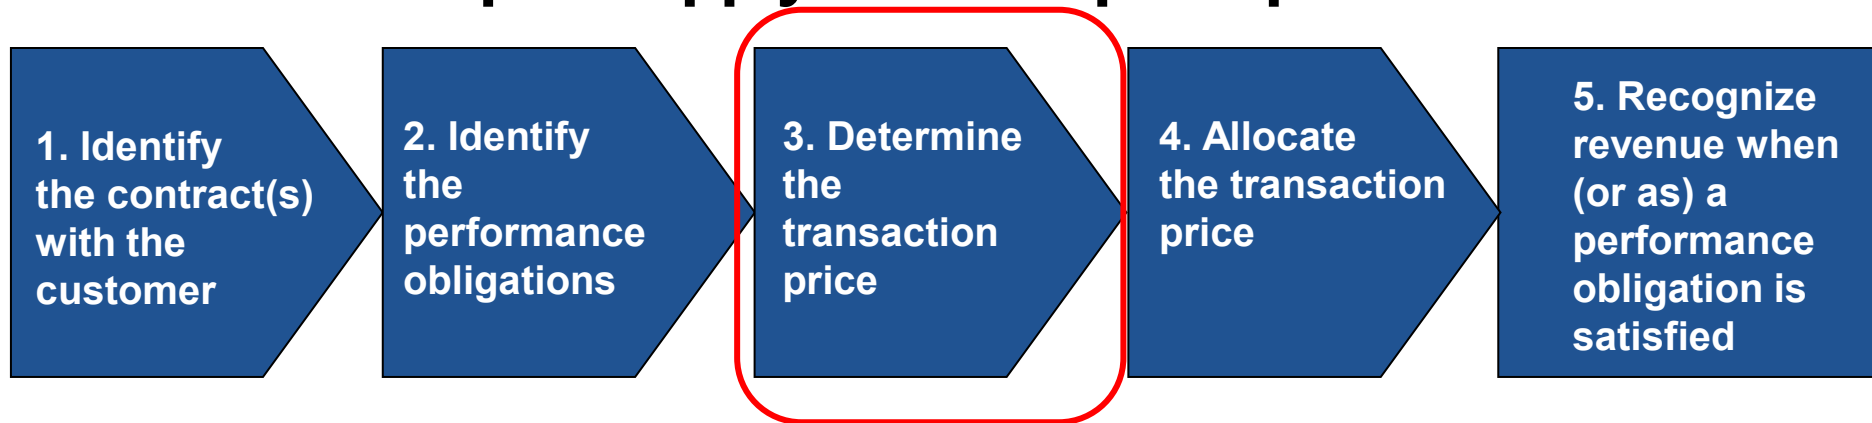 1. Identify
the contract(s)
with the
customer
2. Identify
the
performance
obligations
3. Determine
the
transaction
price
4. Allocate
the transaction
price
5. Recognize
revenue when
(or as) a
performance
obligation is
satisfied